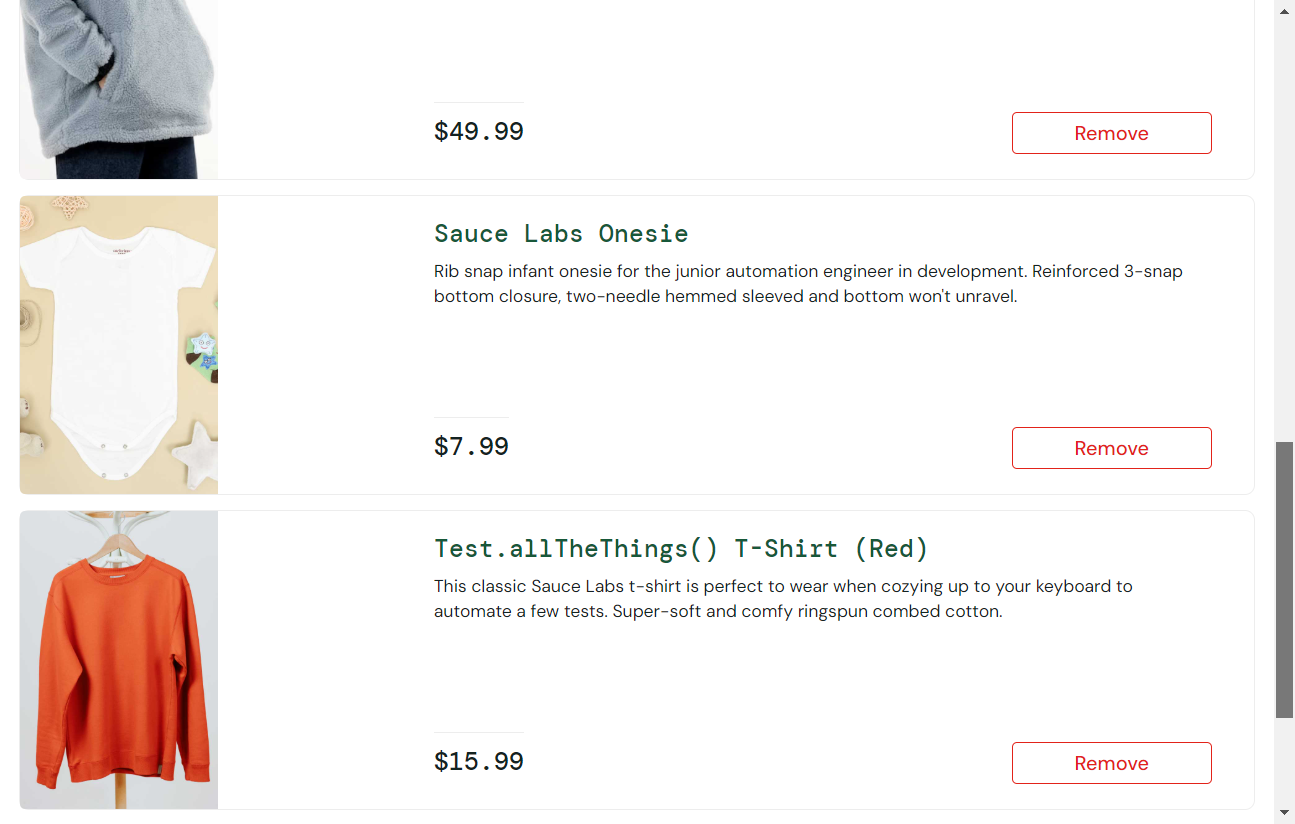 $49.99
Remove
Sauce Labs Onesie
Rib snap infant onesie for the junior automation engineer in development. Reinforced 3-snap
bottom closure, two-needle hemmed sleeved and bottom won't unravel.
$7.99
Remove
Test.allTheThings() T-Shirt (Red)
This classic Sauce Labs t-shirt is perfect to wear when cozying up to your keyboard to
automate a few tests. Super-soft and comfy ringspun combed cotton.
$15.99
Remove